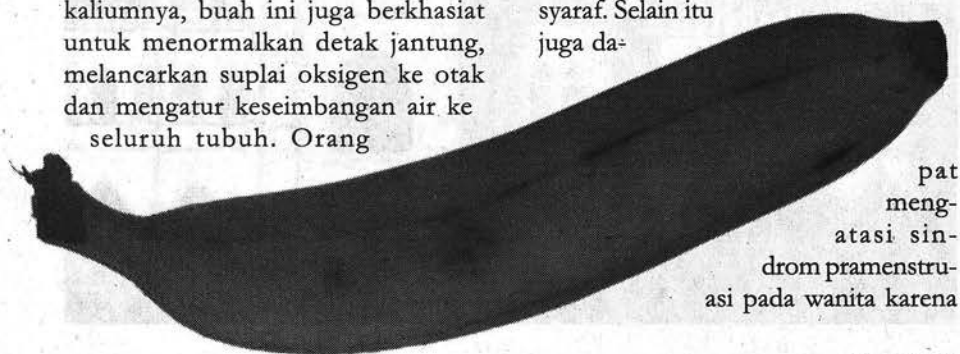 kaliumnya, buah ini juga berkhasiat
untuk menormalkan detak jantung,
melancarkan suplai oksigen ke otak
dan mengatur keseimbangan air ke
seluruh tubuh. Orang
syaraf. Selain itu
juga da-
pat
meng-
atasi sin-
drom pramenstru-
asi pada wanita karena